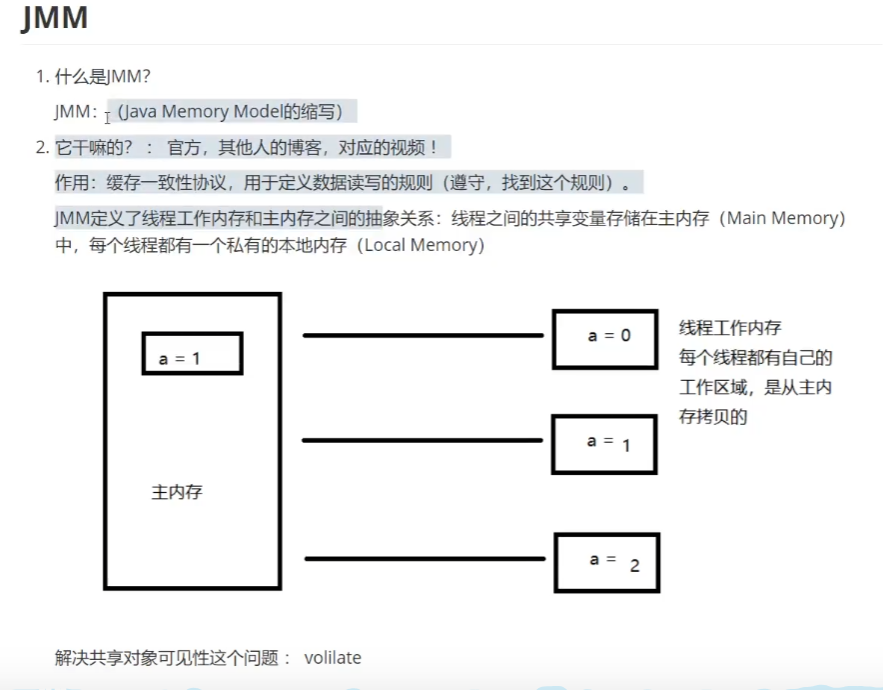 JMM
1. 什么是JMM?
JMM：（Java Memory Model的缩写）
2. 它干嘛的？： 官方，其他人的博客，对应的视频！
作用：缓存一致性协议，用于定义数据读写的规则（遵守，找到这个规则）。
JMM定义了线程工作内存和主内存之间的抽象关系：线程之间的共享变量存储在主内存（Main Memory）
中，每个线程都有一个私有的本地内存（Local Memory）
a = 1
主内存
a = 0
a = 1
a = 2
线程工作内存
每个线程都有自己的
工作区域，是从主内
存拷贝的
解决共享对象可见性这个问题： volilate